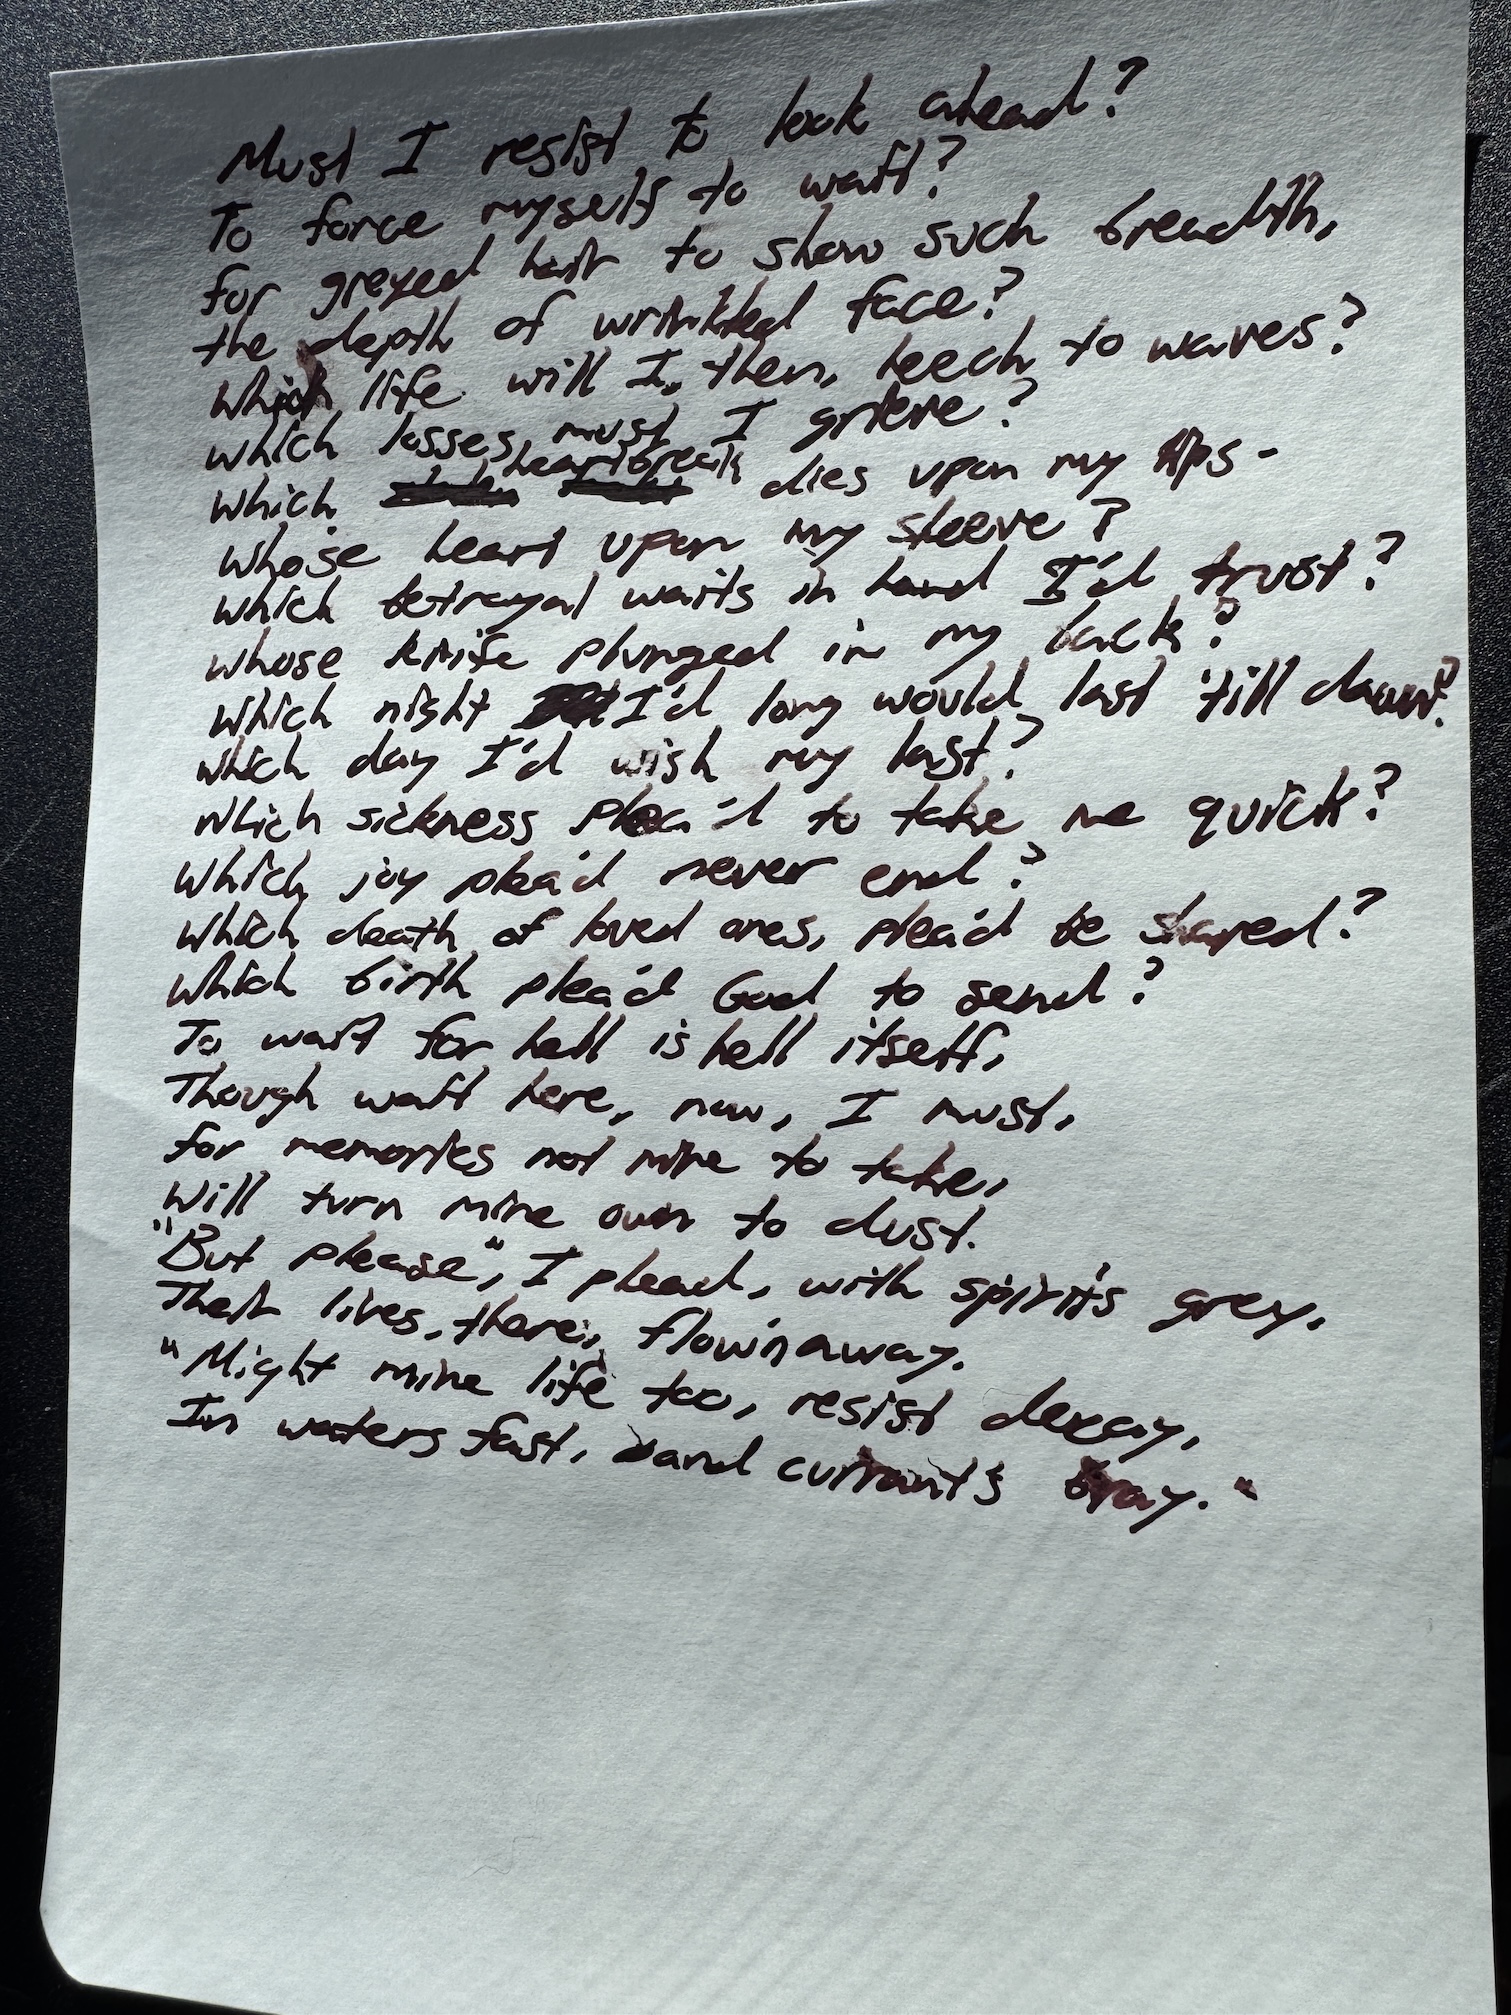 Must I resist to look ahead?
To force myself to wait?
for greyed hair to show such breadth,
the depth of wrinkled face?
which life will I, then, leech to waves?
which losses, must I grieve?
which heartbreak dies upon my lips-
whose heart upon my sleeve?
which betrayal waits in hand I'd trust?
whose knife plunged in my back?
which night I'd long would last 'till dawn?
which day I'd wish my last?
which sickness plea'd to take me quick?
which joy plea'd never end?
which death of loved ones, plea'd be shared?
which birth plea'd God to send?
To wait for hell is hell itself,
Though wait here, now, I must,
for memories not mine to take,
will turn mine own to dust.
"But please", I plead, with spirits grey,
Their lives, there, flow'n away.
"Might mine life too, resist decay,
In waters fast, and currants bray."